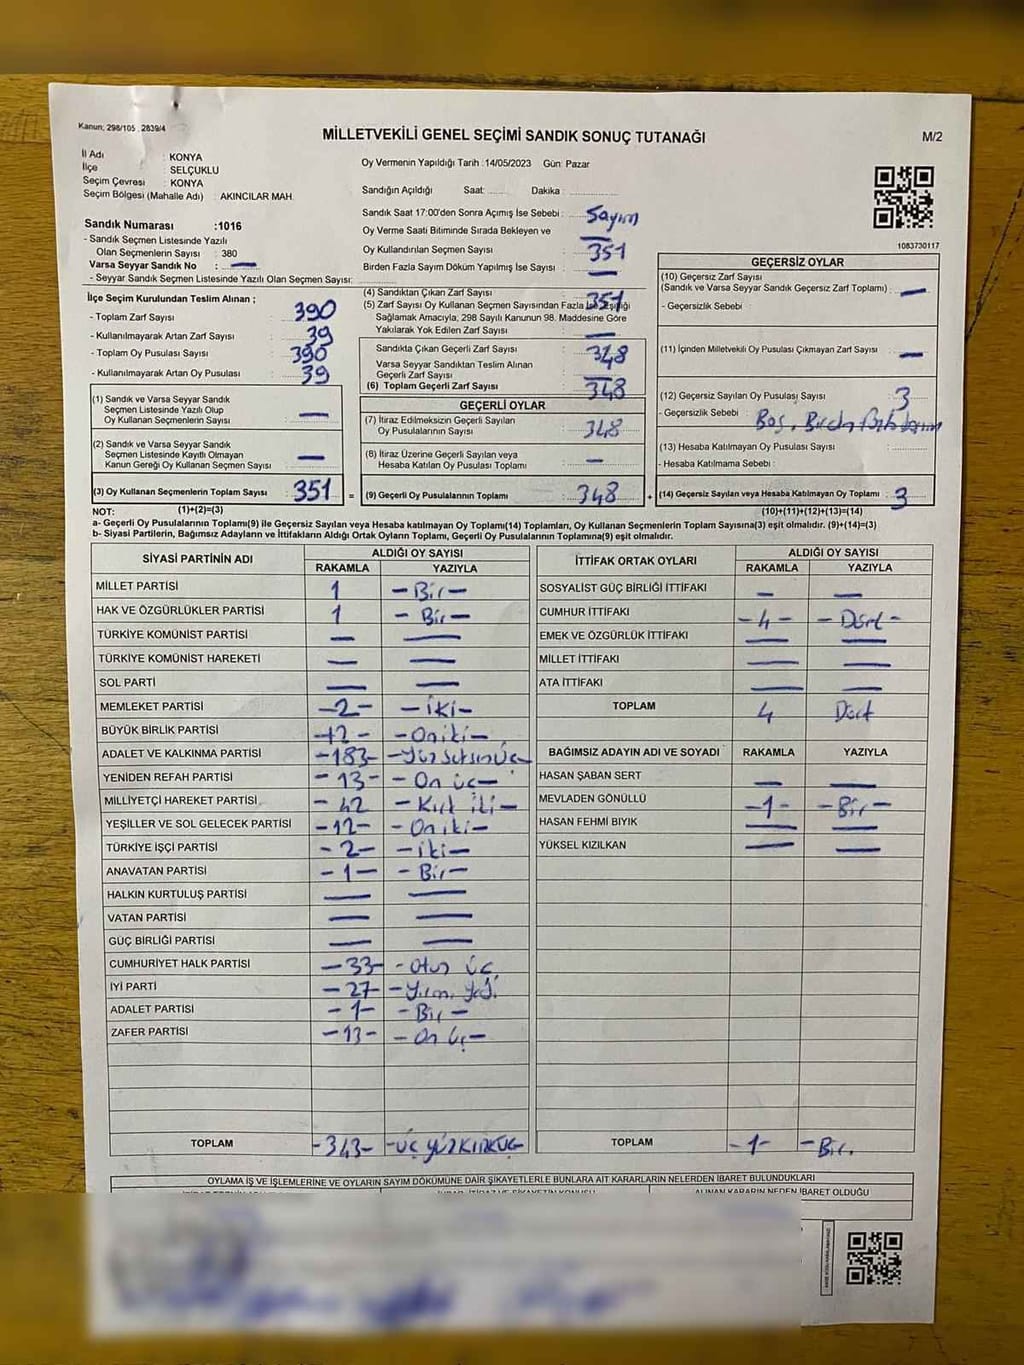 Kanun; 298/105 , 2839/4
MİLLETVEKİLİ GENEL SEÇİMİ SANDIK SONUÇ TUTANAĞI
M/2
İl Adı : KONYA
İlçe : SELÇUKLU
Seçim Çevresi : KONYA
Seçim Bölgesi (Mahalle Adı) : AKINCILAR MAH.
Oy Vermenin Yapıldığı Tarih :14/05/2023 Gün: Pazar
Sandığın Açıldığı Saat: ...... Dakika : ............
Sandık Saat 17:00'den Sonra Açımış İse Sebebi : Sayım
Oy Verme Saati Bitiminde Sırada Bekleyen ve —
Oy Kullandırılan Seçmen Sayısı : 351
Birden Fazla Sayım Döküm Yapılmış İse Sayısı : —
1083730117
Sandık Numarası :1016
- Sandık Seçmen Listesinde Yazılı
Olan Seçmenlerin Sayısı : 380
Varsa Seyyar Sandık No : —
- Seyyar Sandık Seçmen Listesinde Yazılı Olan Seçmen Sayısı:
İlçe Seçim Kurulundan Teslim Alınan ;
- Toplam Zarf Sayısı : 390
- Kullanılmayarak Artan Zarf Sayısı : 39
- Toplam Oy Pusulası Sayısı : 390
- Kullanılmayarak Artan Oy Pusulası : 39
(1) Sandık ve Varsa Seyyar Sandık
Seçmen Listesinde Yazılı Olup
Oy Kullanan Seçmenlerin Sayısı : —
(2) Sandık ve Varsa Seyyar Sandık
Seçmen Listesinde Kayıtlı Olmayan
Kanun Gereği Oy Kullanan Seçmen Sayısı : —
(3) Oy Kullanan Seçmenlerin Toplam Sayısı : 351 =
(4) Sandıktan Çıkan Zarf Sayısı : 351
(5) Zarf Sayısı Oy Kullanan Seçmen Sayısından Fazla İse, Eşitliği
Sağlamak Amacıyla, 298 Sayılı Kanunun 98. Maddesine Göre
Yakılarak Yok Edilen Zarf Sayısı : —
Sandıkta Çıkan Geçerli Zarf Sayısı : 348
Varsa Seyyar Sandıktan Teslim Alınan
Geçerli Zarf Sayısı : —
(6) Toplam Geçerli Zarf Sayısı : 348
GEÇERLİ OYLAR
(7) İtiraz Edilmeksizin Geçerli Sayılan
Oy Pusulalarının Sayısı : 348
(8) İtiraz Üzerine Geçerli Sayılan veya
Hesaba Katılan Oy Pusulası Toplamı : —
(9) Geçerli Oy Pusulalarının Toplamı : 348 +
GEÇERSİZ OYLAR
(10) Geçersiz Zarf Sayısı
(Sandık ve Varsa Seyyar Sandık Geçersiz Zarf Toplamı) : —
- Geçersizlik Sebebi :
(11) İçinden Milletvekili Oy Pusulası Çıkmayan Zarf Sayısı : —
(12) Geçersiz Sayılan Oy Pusulası Sayısı : 3
- Geçersizlik Sebebi : Boş,
(13) Hesaba Katılmayan Oy Pusulası Sayısı :
- Hesaba Katılmama Sebebi :
(14) Geçersiz Sayılan veya Hesaba Katılmayan Oy Toplamı : 3
NOT: (1)+(2)=(3) (10)+(11)+(12)+(13)=(14)
a- Geçerli Oy Pusulalarının Toplamı(9) ile Geçersiz Sayılan veya Hesaba katılmayan Oy Toplamı(14) Toplamları, Oy Kullanan Seçmenlerin Toplam Sayısına(3) eşit olmalıdır. (9)+(14)=(3)
b- Siyasi Partilerin, Bağımsız Adayların ve İttifakların Aldığı Ortak Oyların Toplamı, Geçerli Oy Pusulalarının Toplamına(9) eşit olmalıdır.
SİYASİ PARTİNİN ADI ALDIĞI OY SAYISI
RAKAMLA YAZIYLA
MİLLET PARTİSİ 1 — Bir —
HAK VE ÖZGÜRLÜKLER PARTİSİ 1 — Bir —
TÜRKİYE KOMÜNİST PARTİSİ — —
TÜRKİYE KOMÜNİST HAREKETİ — —
SOL PARTİ — —
MEMLEKET PARTİSİ —2— — iki —
BÜYÜK BİRLİK PARTİSİ —12— — Oniki —
ADALET VE KALKINMA PARTİSİ —183— — Yüz seksen üç —
YENİDEN REFAH PARTİSİ —13— — On üç —
MİLLİYETÇİ HAREKET PARTİSİ — 42 — Kırk iki —
YEŞİLLER VE SOL GELECEK PARTİSİ —12— — Oniki —
TÜRKİYE İŞÇİ PARTİSİ —2— — iki —
ANAVATAN PARTİSİ —1— — Bir —
HALKIN KURTULUŞ PARTİSİ — —
VATAN PARTİSİ — —
GÜÇ BİRLİĞİ PARTİSİ — —
CUMHURİYET HALK PARTİSİ —33— — Otuz üç
İYİ PARTİ —27— — Yirmi Yedi
ADALET PARTİSİ —1— — Bir —
ZAFER PARTİSİ —13— — On üç —
TOPLAM —343— — ÜÇ YÜZ KIRK ÜÇ
İTTİFAK ORTAK OYLARI ALDIĞI OY SAYISI
RAKAMLA YAZIYLA
SOSYALİST GÜÇ BİRLİĞİ İTTİFAKI — —
CUMHUR İTTİFAKI —4— — Dört —
EMEK VE ÖZGÜRLÜK İTTİFAKI — —
MİLLET İTTİFAKI — —
ATA İTTİFAKI — —
TOPLAM 4 Dört
BAĞIMSIZ ADAYIN ADI VE SOYADI RAKAMLA YAZIYLA
HASAN ŞABAN SERT — —
MEVLADEN GÖNÜLLÜ —1— — Bir —
HASAN FEHMİ BIYIK — —
YÜKSEL KIZILKAN — —
TOPLAM —1— — Bir.
OYLAMA İŞ VE İŞLEMLERİNE VE OYLARIN SAYIM DÖKÜMÜNE DAİR ŞİKAYETLERLE BUNLARA AİT KARARLARIN NELERDEN İBARET BULUNDUKLARI
ALINAN KARARIN NEDEN İBARET OLDUĞU